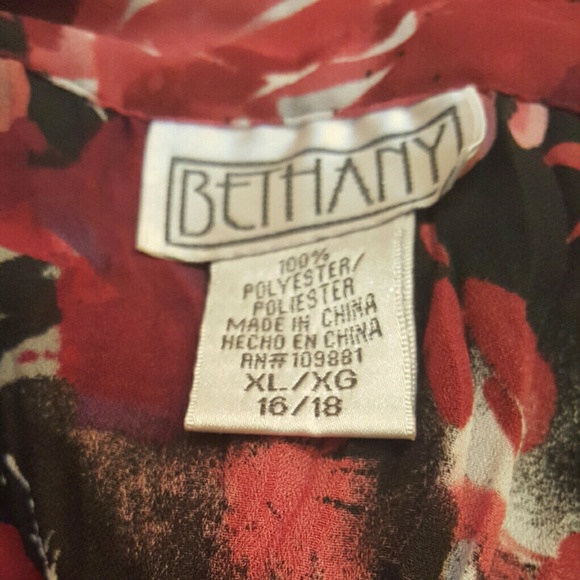 BETHANY
100%
POLYESTER/
POLIESTER
MADE IN CHINA
HECHO EN CHINA
RN# 109881
XL/XG
16/18